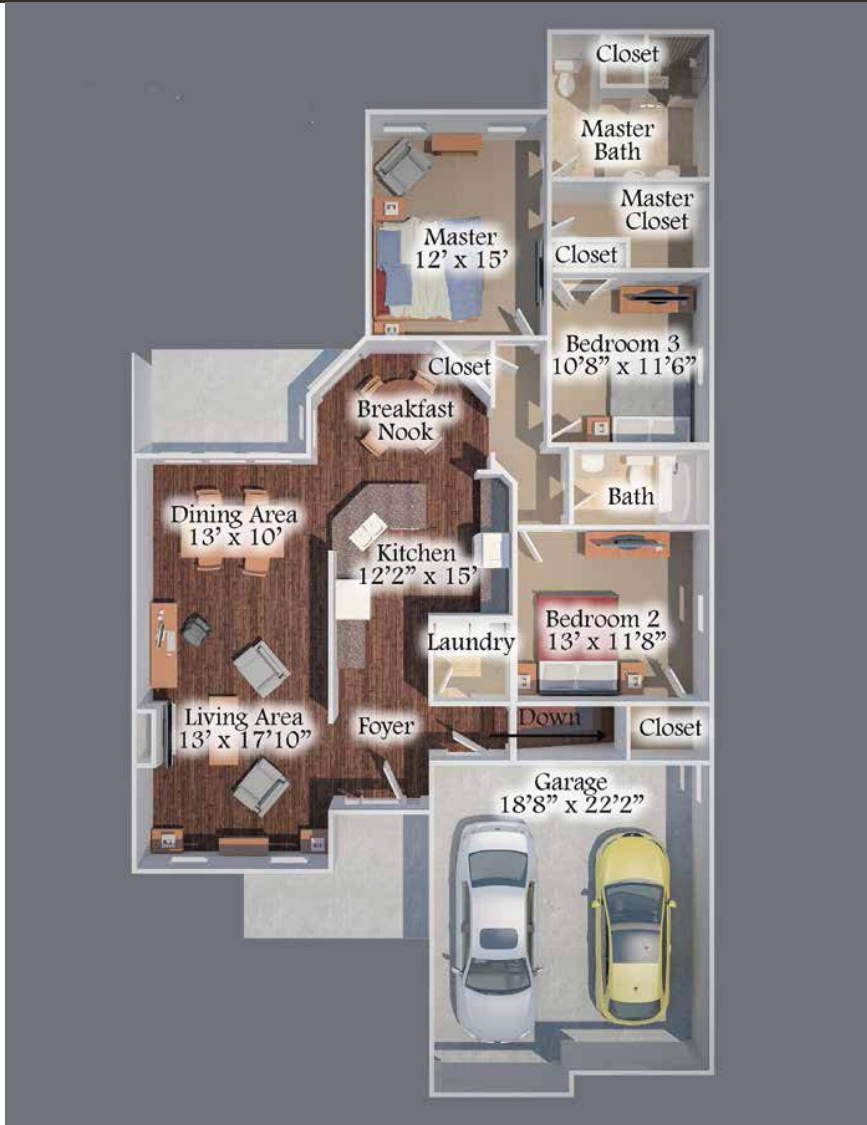 Closet
Master
Bath
Master
Closet
Master
12' x 15'
Closet
Bedroom 3
10'8” x 11'6”
Closet
Breakfast
Nook
Bath
Dining Area
13' x 10'
Kitchen
12'2” x 15'
Bedroom 2
13' x 11'8”
Laundry
Living Area
13' x 17'10”
Foyer
Down
Closet
Garage
18'8” x 22'2”